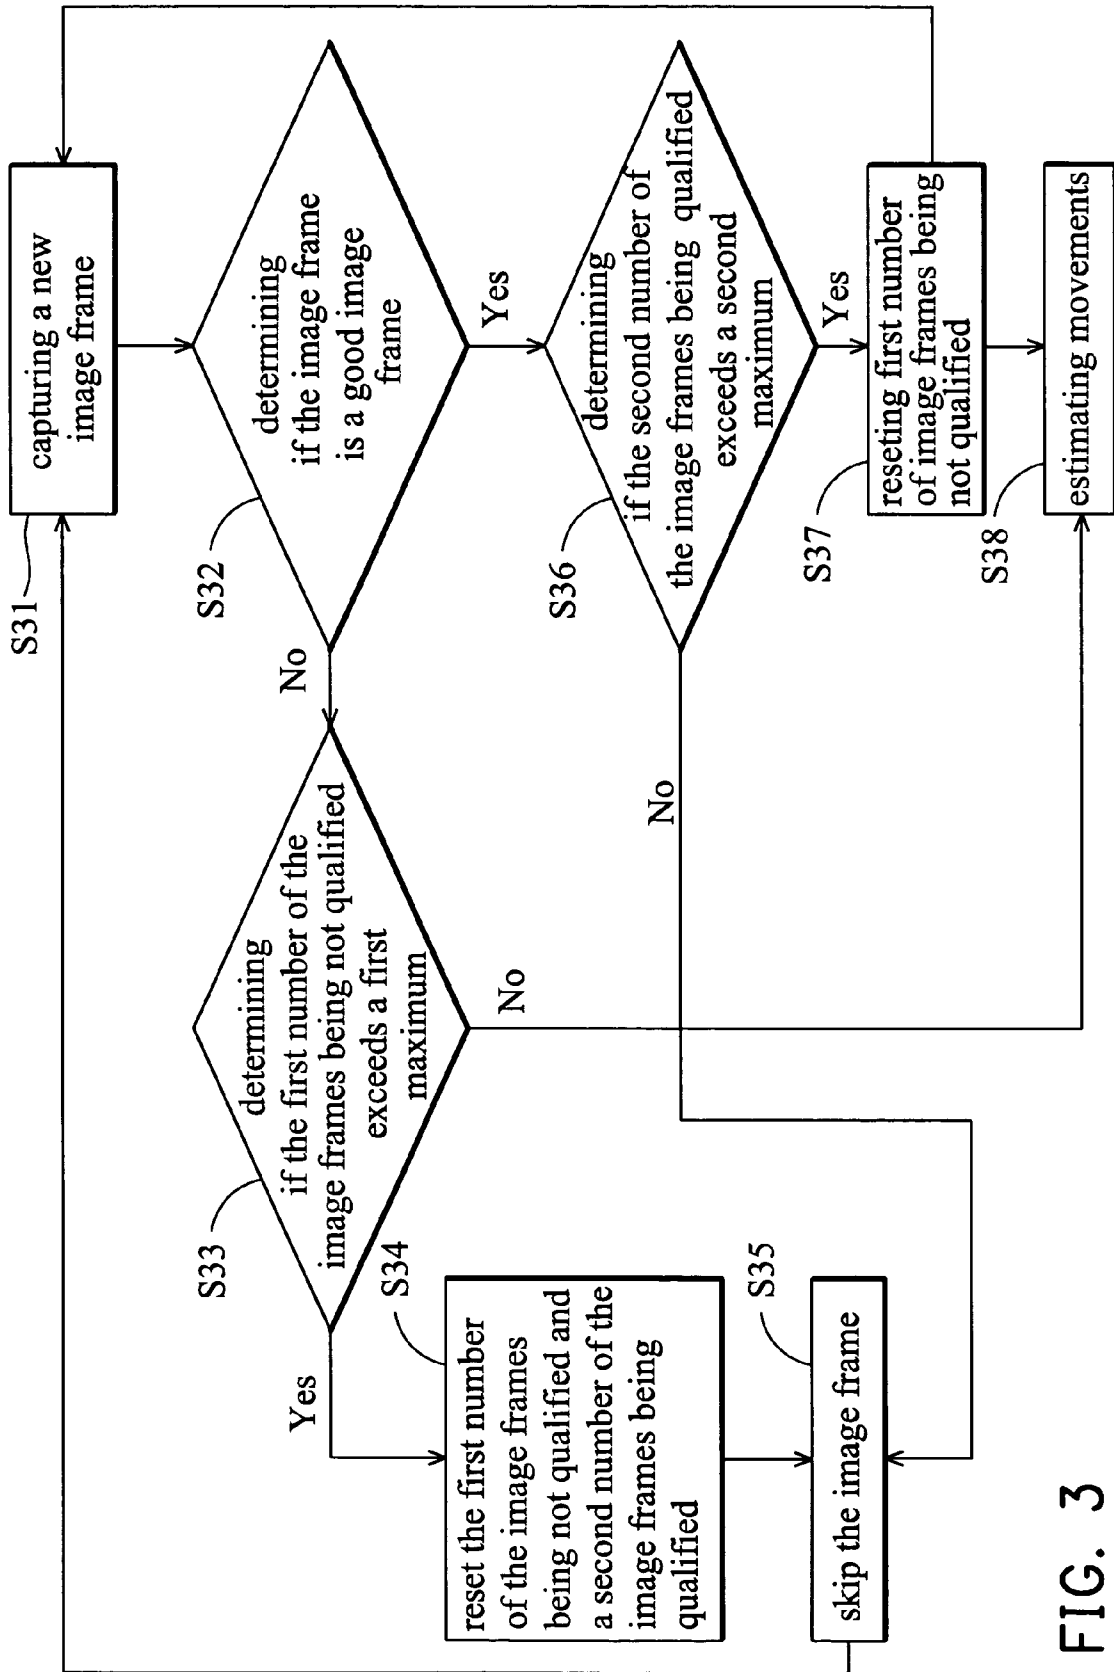 S31
capturing a new
image frame
S32
determining
if the image frame
is a good image
frame
No
Yes
S33
determining
if the first number of the
image frames being not qualified
exceeds a first
maximum
Yes
No
S34
reset the first number
of the image frames
being not qualified and
a second number of the
image frames being
qualified
S35
skip the image frame
S36
determining
if the second number of
the image frames being qualified
exceeds a second
maximum
No
Yes
S37
reseting first number
of image frames being
not qualified
S38
estimating movements
FIG. 3